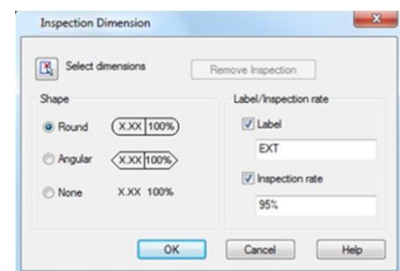 Inspection Dimension
Select dimensions
Remove Inspection
Shape
Round X.XX 100%
Angular X.XX 100%
None X.XX 100%
Label/Inspection rate
Label
EXT
Inspection rate
95%
OK Cancel Help